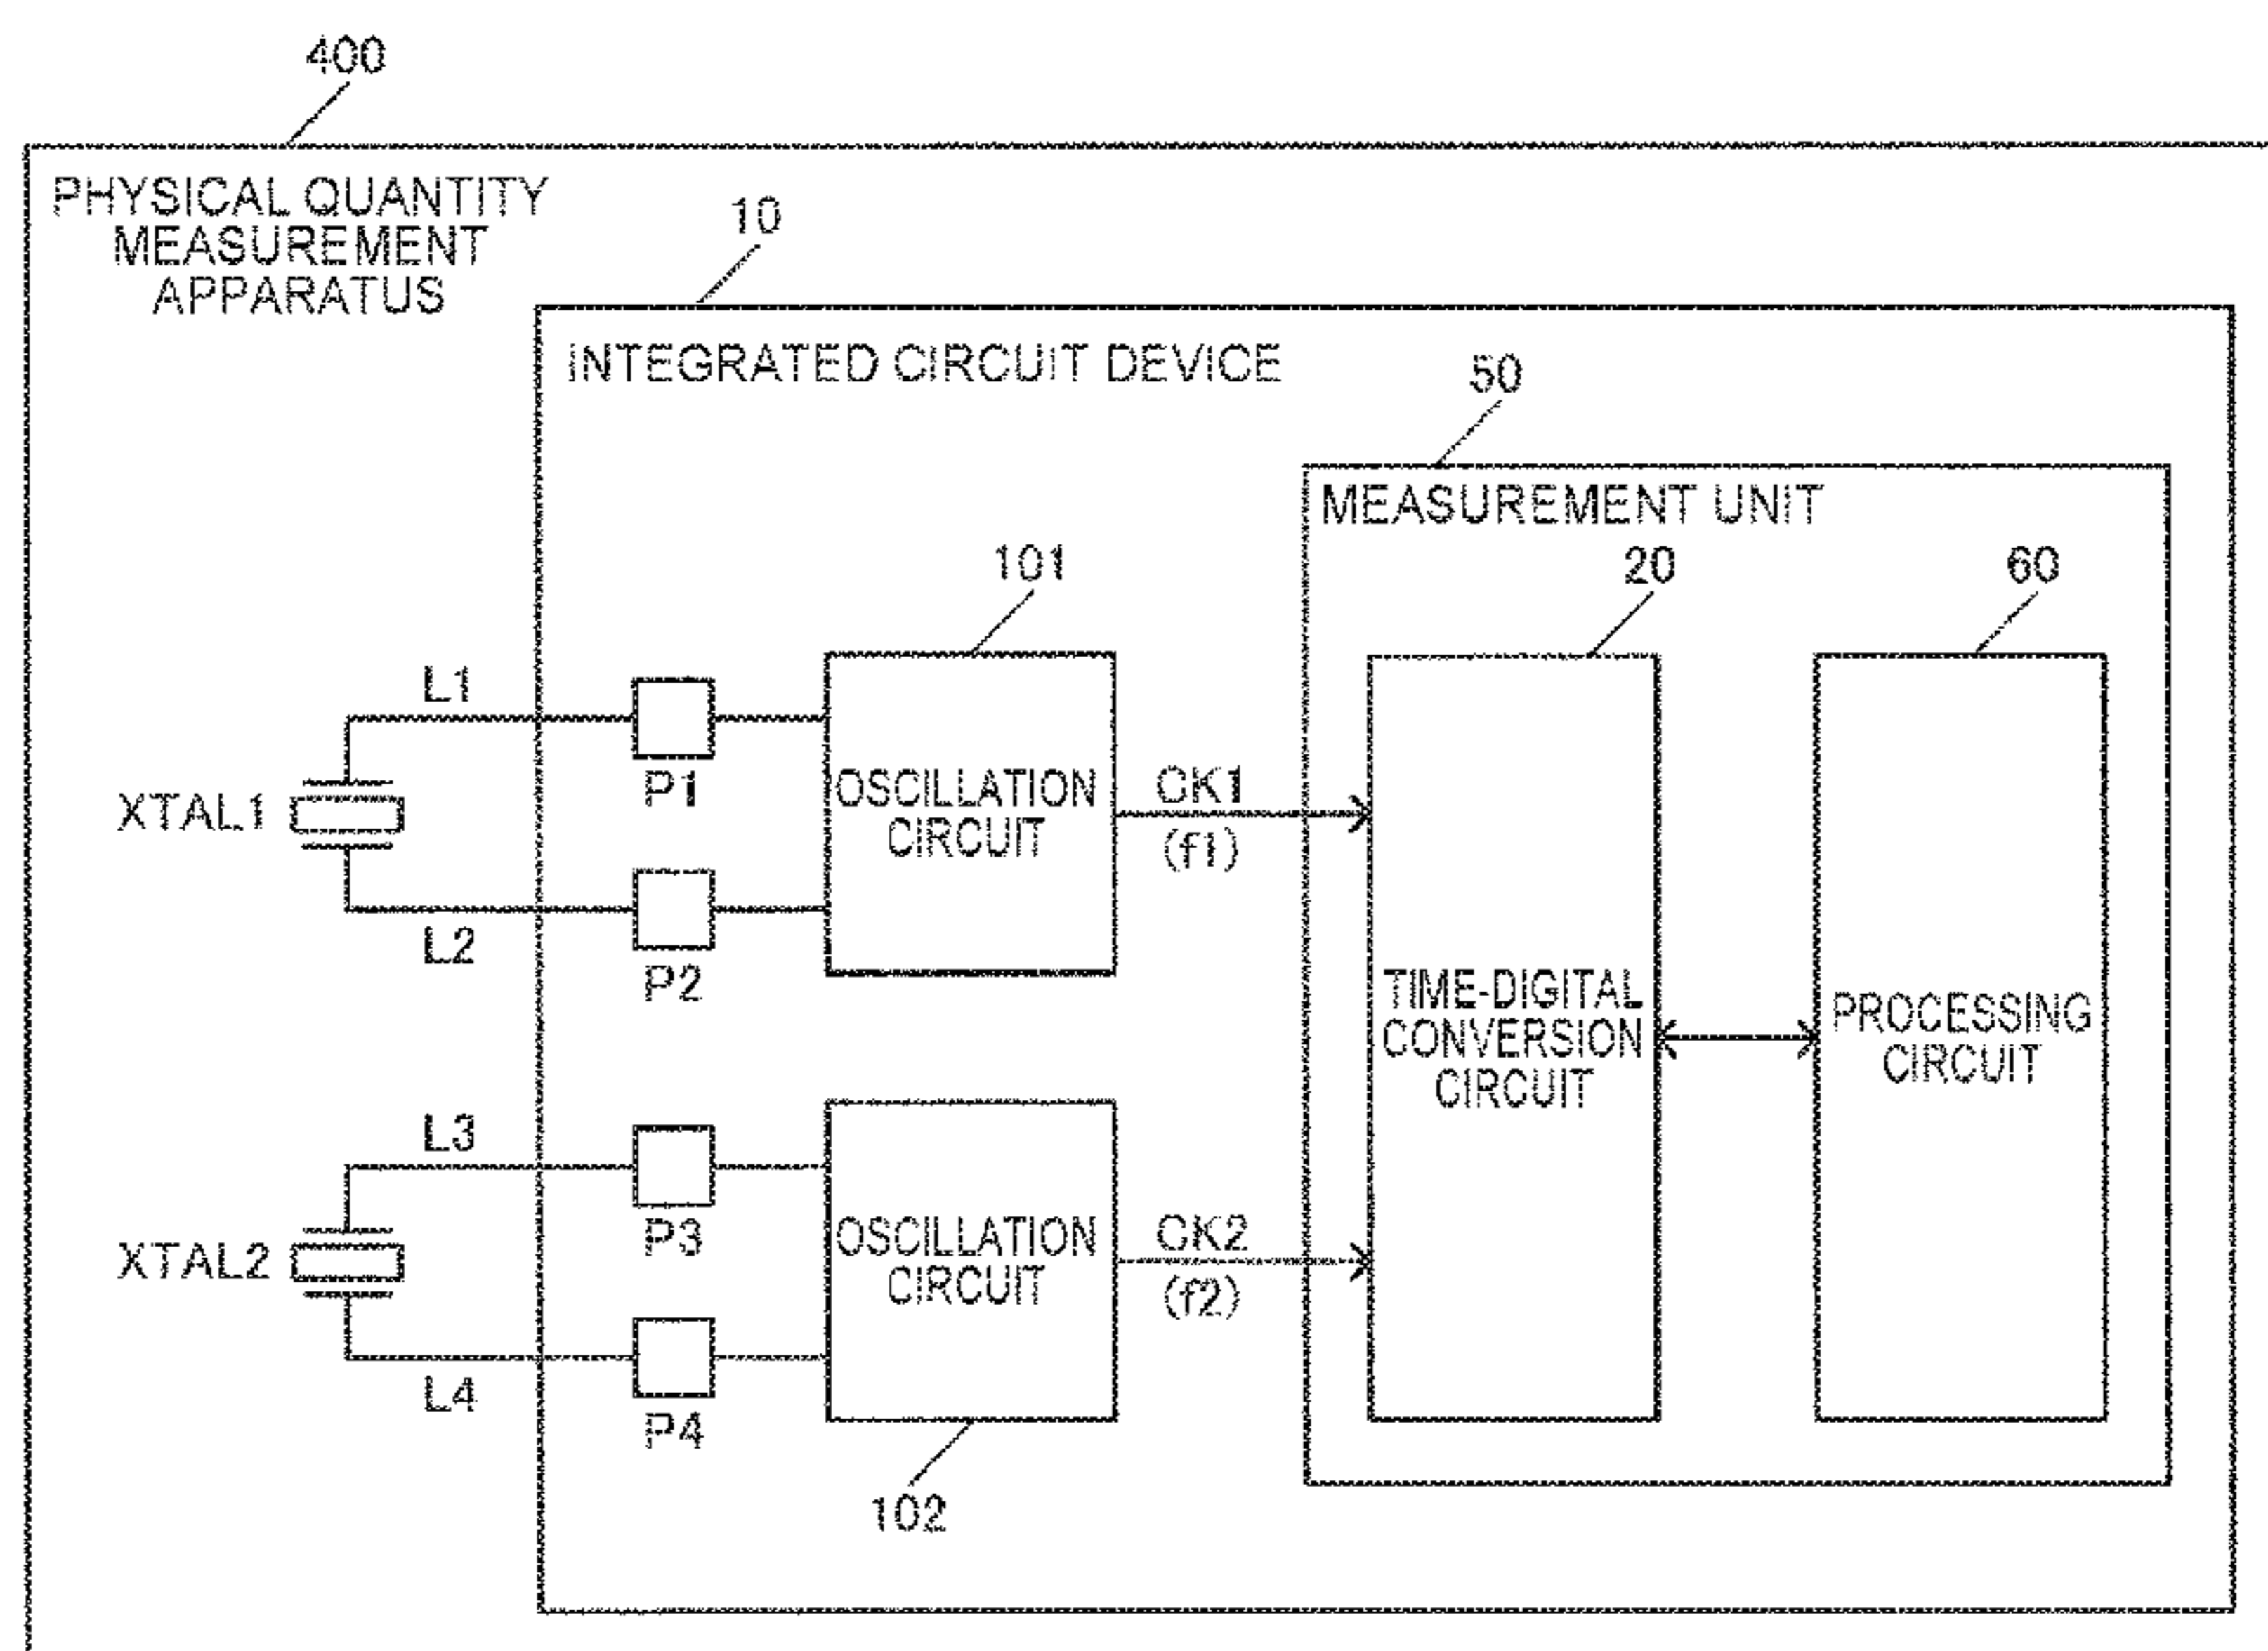 400
PHYSICAL QUANTITY
MEASUREMENT
APPARATUS
10
INTEGRATED CIRCUIT DEVICE
50
MEASUREMENT UNIT
101
20
60
L1
P1
XTAL1
OSCILLATION
CIRCUIT
CK1
(f1)
L2
P2
TIME-DIGITAL
CONVERSION
CIRCUIT
PROCESSING
CIRCUIT
L3
P3
XTAL2
OSCILLATION
CIRCUIT
CK2
(f2)
L4
P4
102